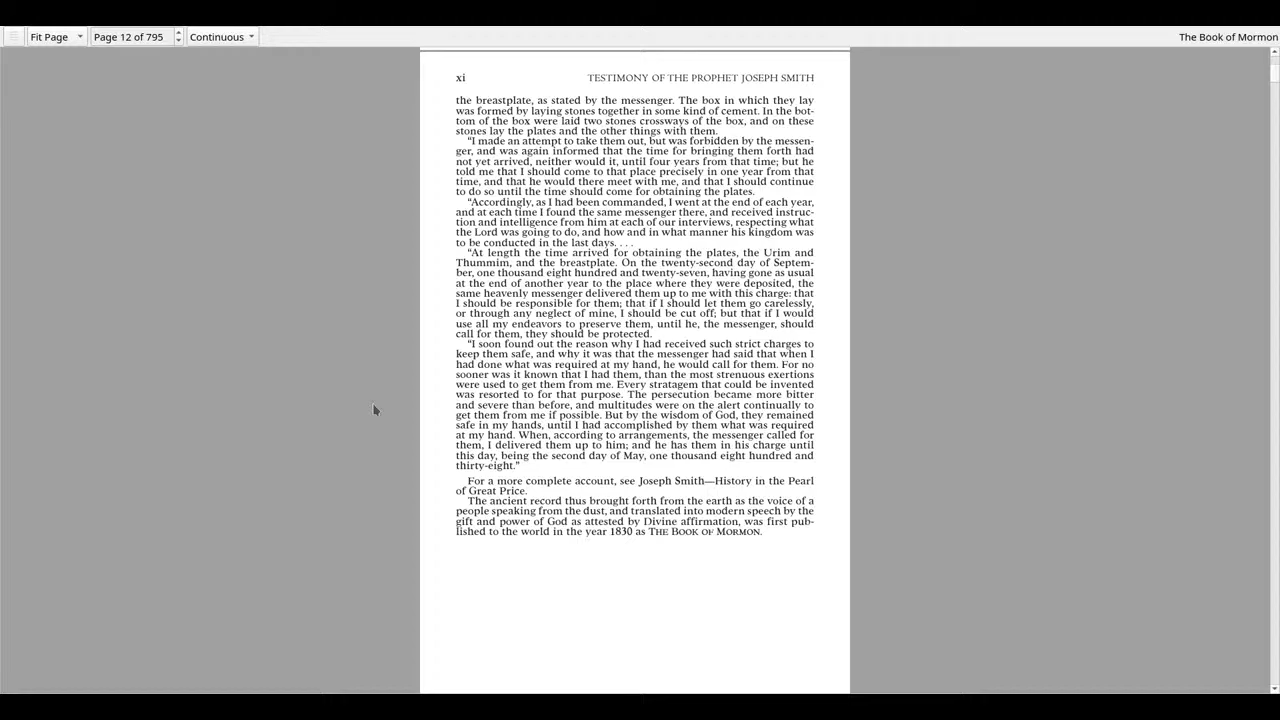 Fit Page
Page 12 of 795
Continuous
The Book of Mormon
xi
TESTIMONY OF THE PROPHET JOSEPH SMITH
the breastplate, as stated by the messenger. The box in which they lay
was formed by laying stones together in some kind of cement. In the bot-
tom of the box were laid two stones crossways of the box, and on these
stones lay the plates and the other things with them.
“I made an attempt to take them out, but was forbidden by the messen-
ger, and was again informed that the time for bringing them forth had
not yet arrived, neither would it, until four years from that time; but he
told me that I should come to that place precisely in one year from that
time, and that he would there meet with me, and that I should continue
to do so until the time should come for obtaining the plates.
“Accordingly, as I had been commanded, I went at the end of each year,
and at each time I found the same messenger there, and received instruc-
tion and intelligence from him at each of our interviews, respecting what
the Lord was going to do, and how and in what manner his kingdom was
to be conducted in the last days. . . .
“At length the time arrived for obtaining the plates, the Urim and
Thummim, and the breastplate. On the twenty-second day of Septem-
ber, one thousand eight hundred and twenty-seven, having gone as usual
at the end of another year to the place where they were deposited, the
same heavenly messenger delivered them up to me with this charge: that
I should be responsible for them; that if I should let them go carelessly,
or through any neglect of mine, I should be cut off; but that if I would
use all my endeavors to preserve them, until he, the messenger, should
call for them, they should be protected.
“I soon found out the reason why I had received such strict charges to
keep them safe, and why it was that the messenger had said that when I
had done what was required at my hand, he would call for them. For no
sooner was it known that I had them, than the most strenuous exertions
were used to get them from me. Every stratagem that could be invented
was resorted to for that purpose. The persecution became more bitter
and severe than before, and multitudes were on the alert continually to
get them from me if possible. But by the wisdom of God, they remained
safe in my hands, until I had accomplished by them what was required
at my hand. When, according to arrangements, the messenger called for
them, I delivered them up to him; and he has them in his charge until
this day, being the second day of May, one thousand eight hundred and
thirty-eight.”
For a more complete account, see Joseph Smith—History in the Pearl
of Great Price.
The ancient record thus brought forth from the earth as the voice of a
people speaking from the dust, and translated into modern speech by the
gift and power of God as attested by Divine affirmation, was first pub-
lished to the world in the year 1830 as THE BOOK OF MORMON.